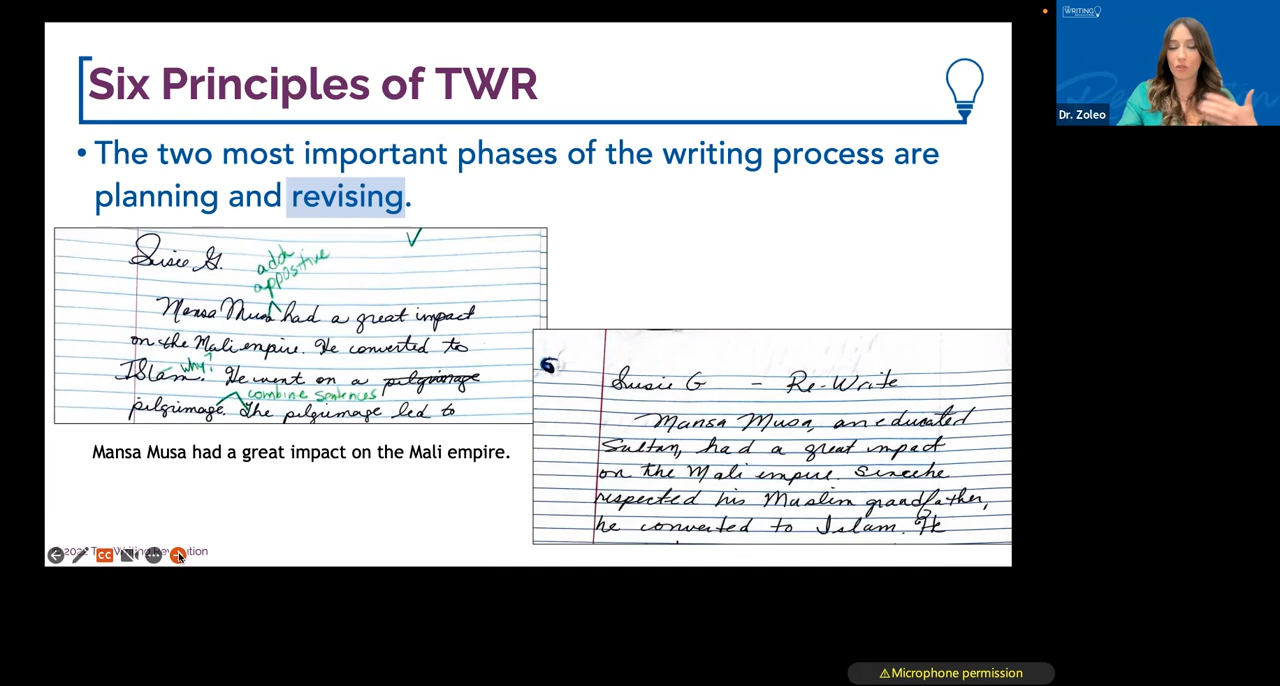 WRITING
Dr. Zoleo
Six Principles of TWR
• The two most important phases of the writing process are
planning and revising.
Susie G.
add
appositive
Mansa Musa had a great impact
on the Mali empire. He converted to
why?
Islam. He went on a pilgrimage
combine sentences
pilgrimage. The pilgrimage led to
Mansa Musa had a great impact on the Mali empire.
6
Susie G - Re-Write
Mansa Musa, an educated
Sultan, had a great impact
on the Mali empire. Since he
respected his Muslim grandfather,
he converted to Islam. He
CC
⚠Microphone permission